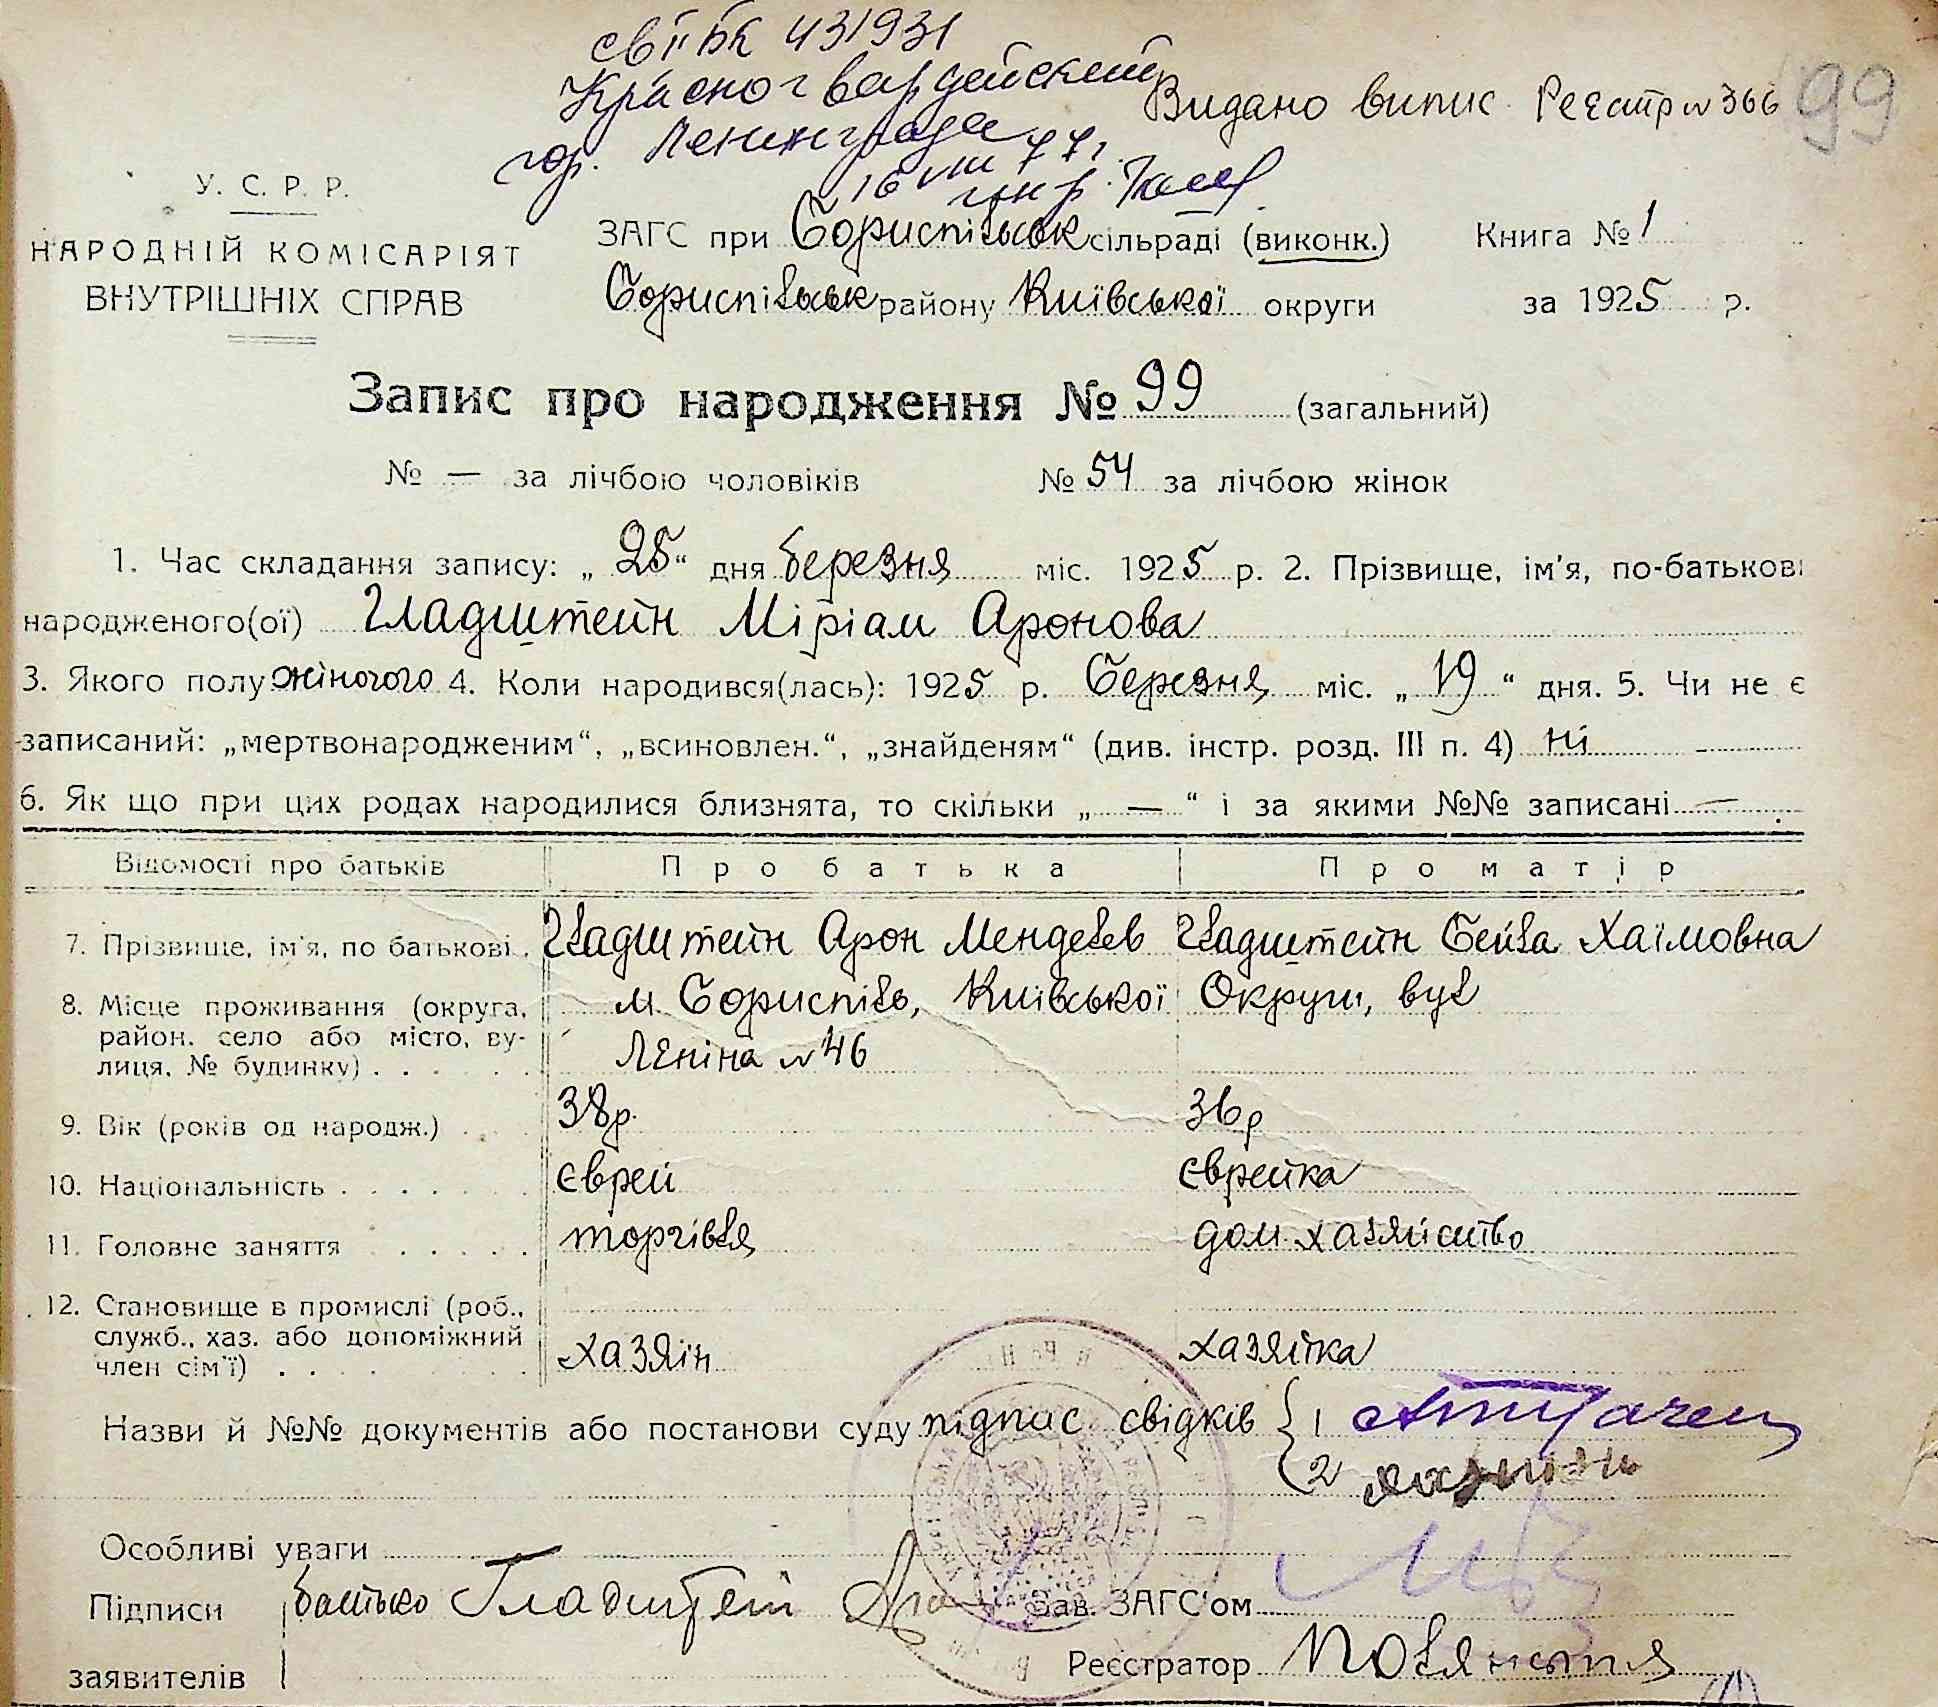 св II БК 431931
Красногвардейский
гор. Ленинграда
Видано випис. Реєстр № 366
99
16 VIII 77 г.
У. С. Р. Р.
НАРОДНІЙ КОМІСАРІЯТ
ВНУТРІШНІХ СПРАВ
ЗАГС при Бориспільськ сільраді (виконк.) Книга № 1
Бориспільськ району Київської округи за 1925 р.
Запис про народження № 99 (загальний)
№ — за лічбою чоловіків № 54 за лічбою жінок
1. Час складання запису: „ 25 “ дня березня міс. 1925 р. 2. Прізвище, ім'я, по-батькові
народженого(ої) Гладштейн Міріам Аронова
3. Якого полу жіночого 4. Коли народився(лась): 1925 р. Березня міс. „ 19 “ дня. 5. Чи не є
записаний: „мертвонародженим“, „всиновлен.“, „знайденям“ (див. інстр. розд. III п. 4) ні
6. Як що при цих родах народилися близнята, то скільки „ — “ і за якими №№ записані —
Відомості про батьків Про батька Про матір
7. Прізвище, ім'я, по батькові. Гладштейн Арон Менделев Гладштейн Бейла Хаїмовна
8. Місце проживання (округа, район, село або місто, вулиця, № будинку) м. Бориспіль, Київської Округи, вул
Леніна № 46
9. Вік (років од народж.) 38 р. 36 р
10. Національність єврей єврейка
11. Головне заняття торгівля дом. хазяйство
12. Становище в промислі (роб., служб., хаз. або допоміжний член сім'ї) хазяїн хазяйка
Назви й №№ документів або постанови суду підпис свідків { 1
2
Особливі уваги —
Підписи батько Гладштейн Аро Зав. ЗАГС'ом
заявителів Реєстратор